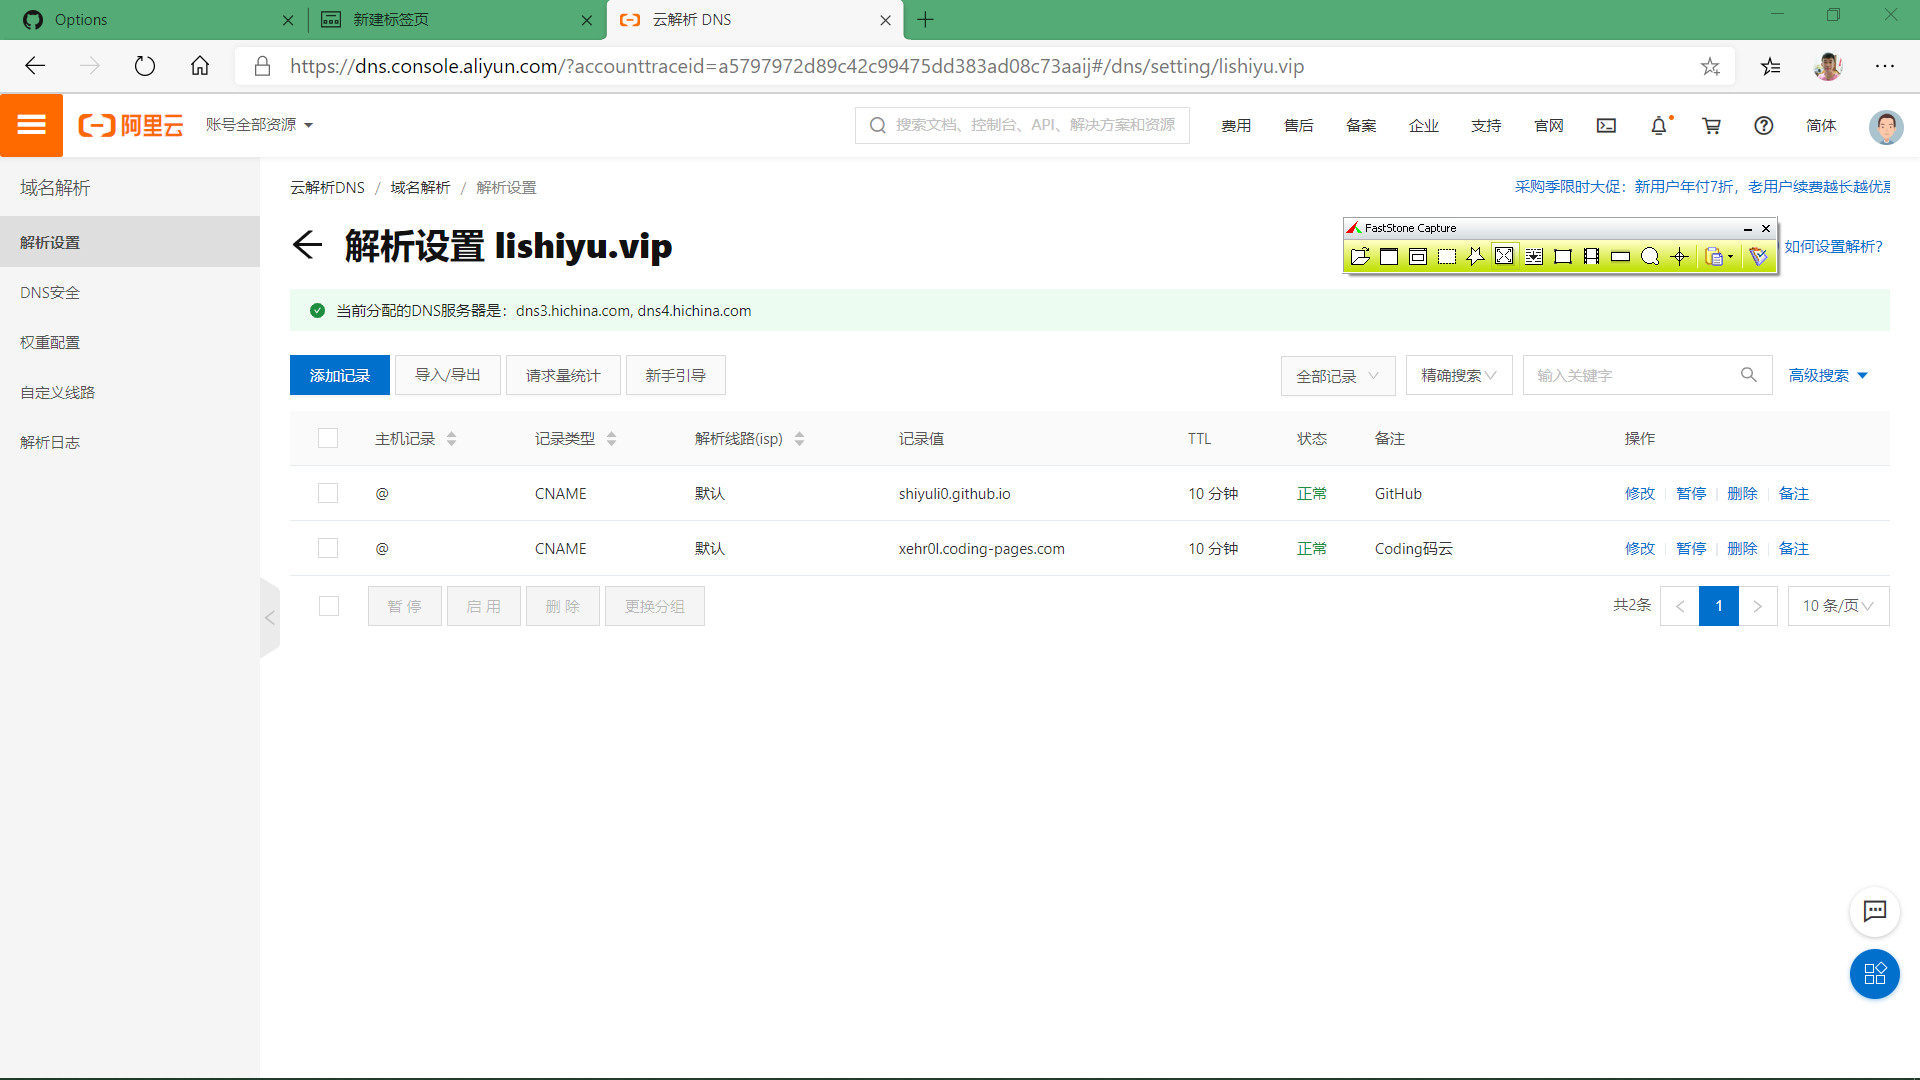 Options
新建标签页
云解析 DNS
https://dns.console.aliyun.com/?accounttraceid=a5797972d89c42c99475dd383ad08c73aaij#/dns/setting/lishiyu.vip
阿里云
账号全部资源
搜索文档、控制台、API、解决方案和资源
费用
售后
备案
企业
支持
官网
简体
域名解析
解析设置
DNS安全
权重配置
自定义线路
解析日志
云解析DNS / 域名解析 / 解析设置
采购季限时大促：新用户年付7折，老用户续费越长越优惠
解析设置 lishiyu.vip
FastStone Capture
如何设置解析?
当前分配的DNS服务器是：dns3.hichina.com, dns4.hichina.com
添加记录
导入/导出
请求量统计
新手引导
全部记录
精确搜索
输入关键字
高级搜索
主机记录 记录类型 解析线路(isp) 记录值 TTL 状态 备注 操作
@ CNAME 默认 shiyuli0.github.io 10 分钟 正常 GitHub 修改 暂停 删除 备注
@ CNAME 默认 xehr0l.coding-pages.com 10 分钟 正常 Coding码云 修改 暂停 删除 备注
暂 停
启 用
删 除
更换分组
共2条
1
10 条/页